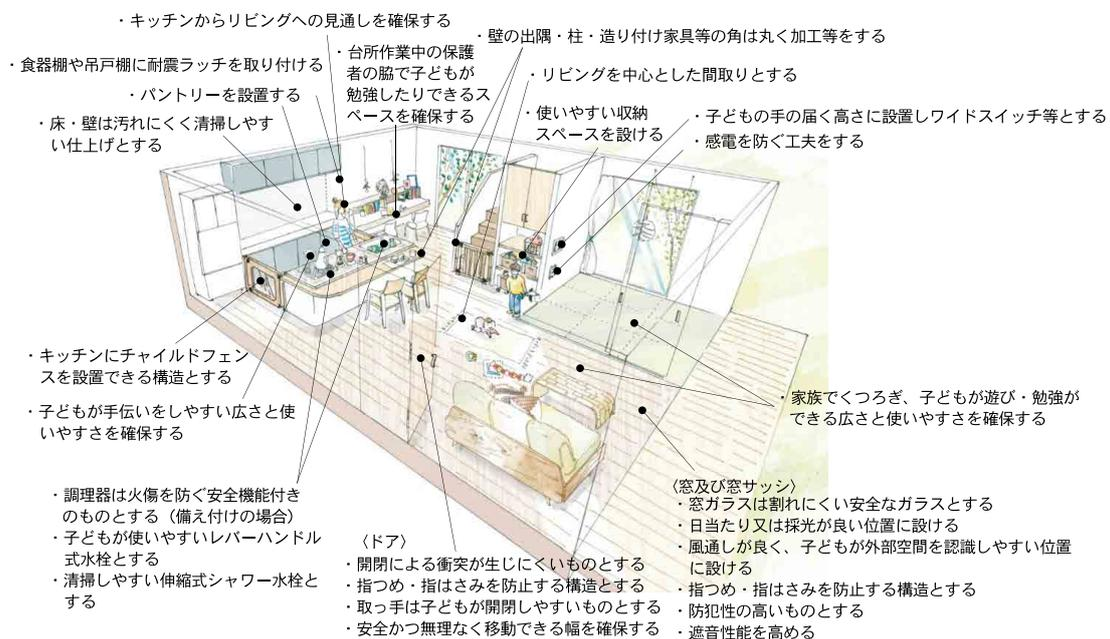 ・キッチンからリビングへの見通しを確保する
・壁の出隅・柱・造り付け家具等の角は丸く加工等をする
・食器棚や吊戸棚に耐震ラッチを取り付ける
・台所作業中の保護
者の脇で子どもが
勉強したりできるス
ペースを確保する
・リビングを中心とした間取りとする
・パントリーを設置する
・使いやすい収納
スペースを設ける
・子どもの手の届く高さに設置しワイドスイッチ等とする
・感電を防ぐ工夫をする
・床・壁は汚れにくく清掃しやす
い仕上げとする
・キッチンにチャイルドフェン
スを設置できる構造とする
・子どもが手伝いをしやすい広さと使
いやすさを確保する
・家族でくつろぎ、子どもが遊び・勉強が
できる広さと使いやすさを確保する
・調理器は火傷を防ぐ安全機能付き
のものとする（備え付けの場合）
・子どもが使いやすいレバーハンドル
式水栓とする
・清掃しやすい伸縮式シャワー水栓と
する
〈ドア〉
・開閉による衝突が生じにくいものとする
・指つめ・指はさみを防止する構造とする
・取っ手は子どもが開閉しやすいものとする
・安全かつ無理なく移動できる幅を確保する
〈窓及び窓サッシ〉
・窓ガラスは割れにくい安全なガラスとする
・日当たり又は採光が良い位置に設ける
・風通しが良く、子どもが外部空間を認識しやすい位置
に設ける
・指つめ・指はさみを防止する構造とする
・防犯性の高いものとする
・遮音性能を高める